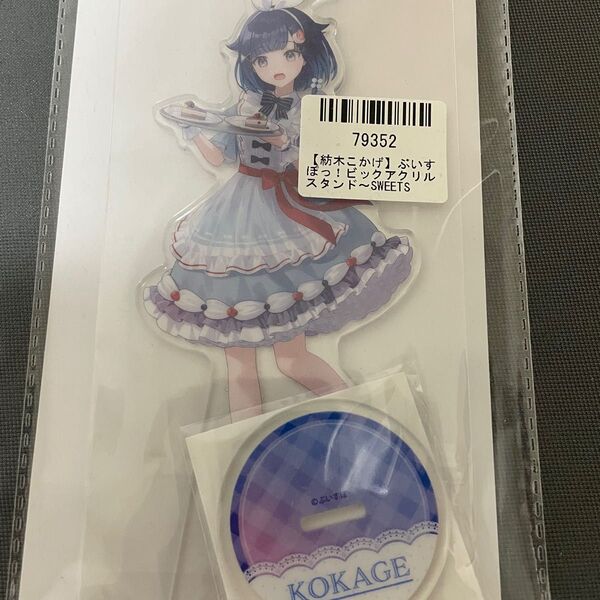 79352
【紡木こかげ】ぶいす
ぽっ！ビックアクリル
スタンド～SWEETS
©ぶいすぽ
KOKAGE